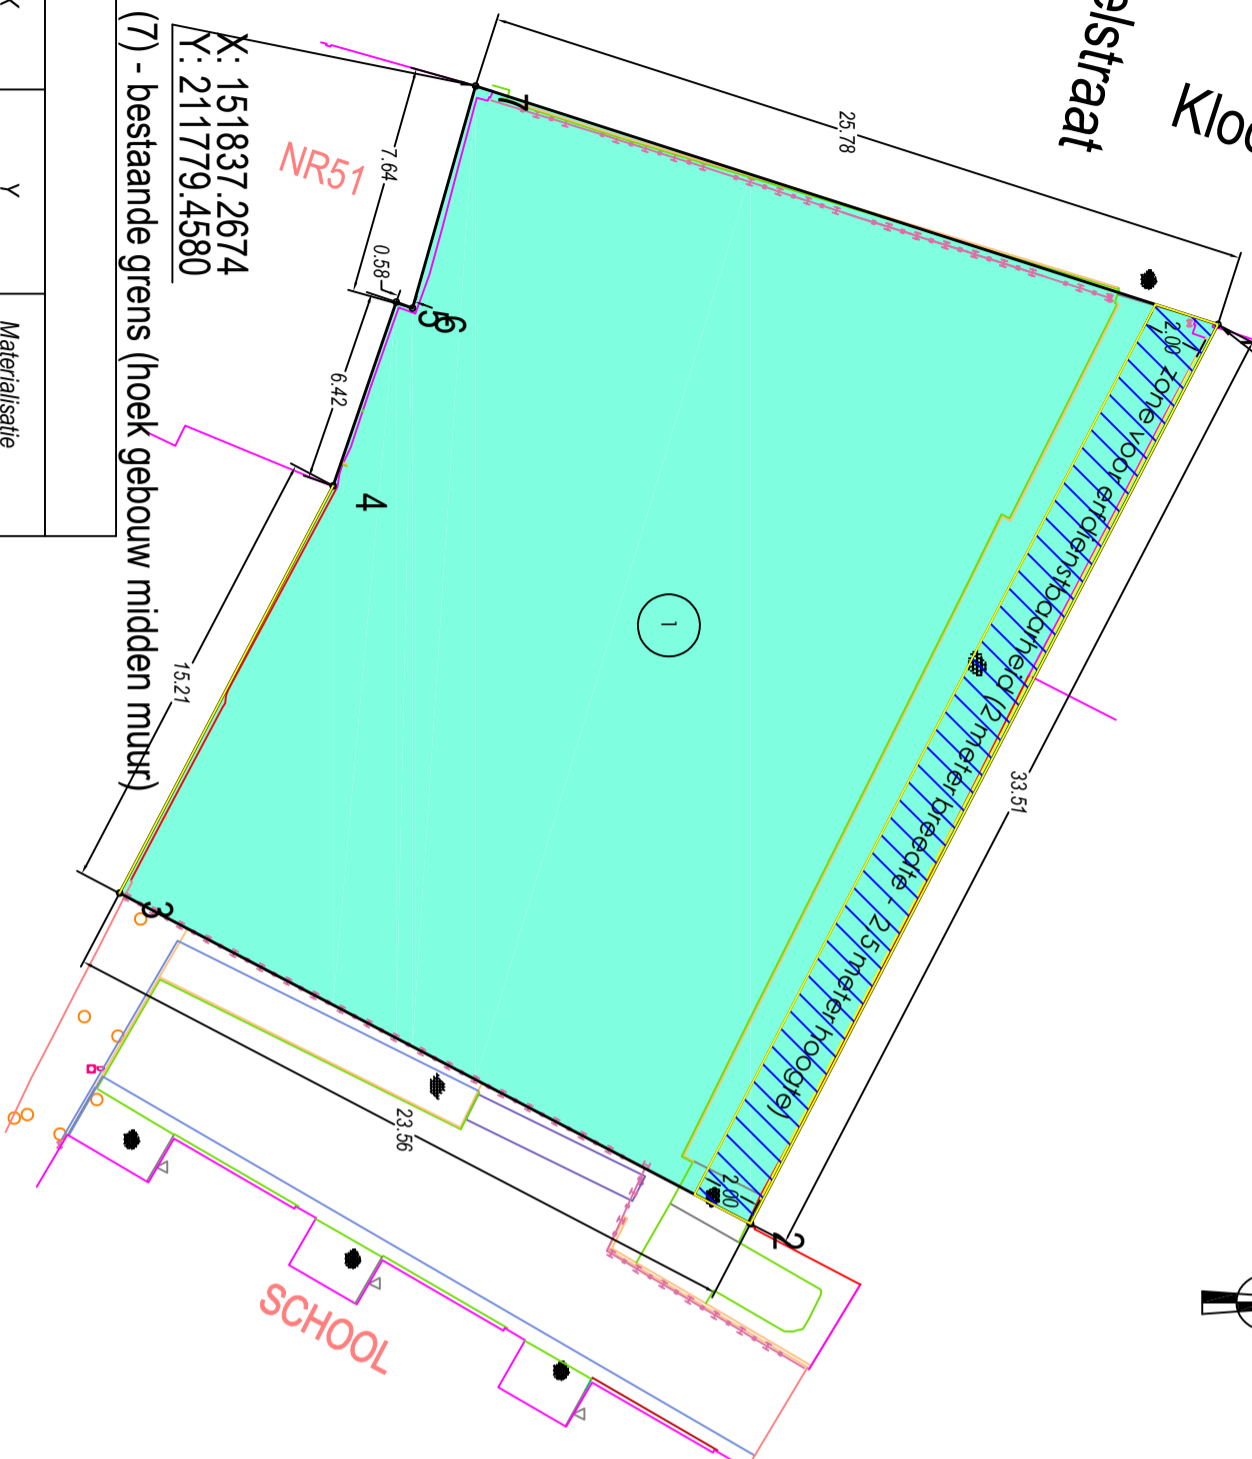 elstraat
Kloo
X: 151837.2674
Y: 211779.4580
(7) - bestaande grens (hoek gebouw midden muur)
X
Y
Materialisatie
NR51
25.78
7.64
0.58
6.42
15.21
23.56
33.51
2.00
2.00
zone voor erfdienstbaarheid (2 meter breedte - 2.5 meter hoogte)
1
1
2
3
4
5
6
7
SCHOOL